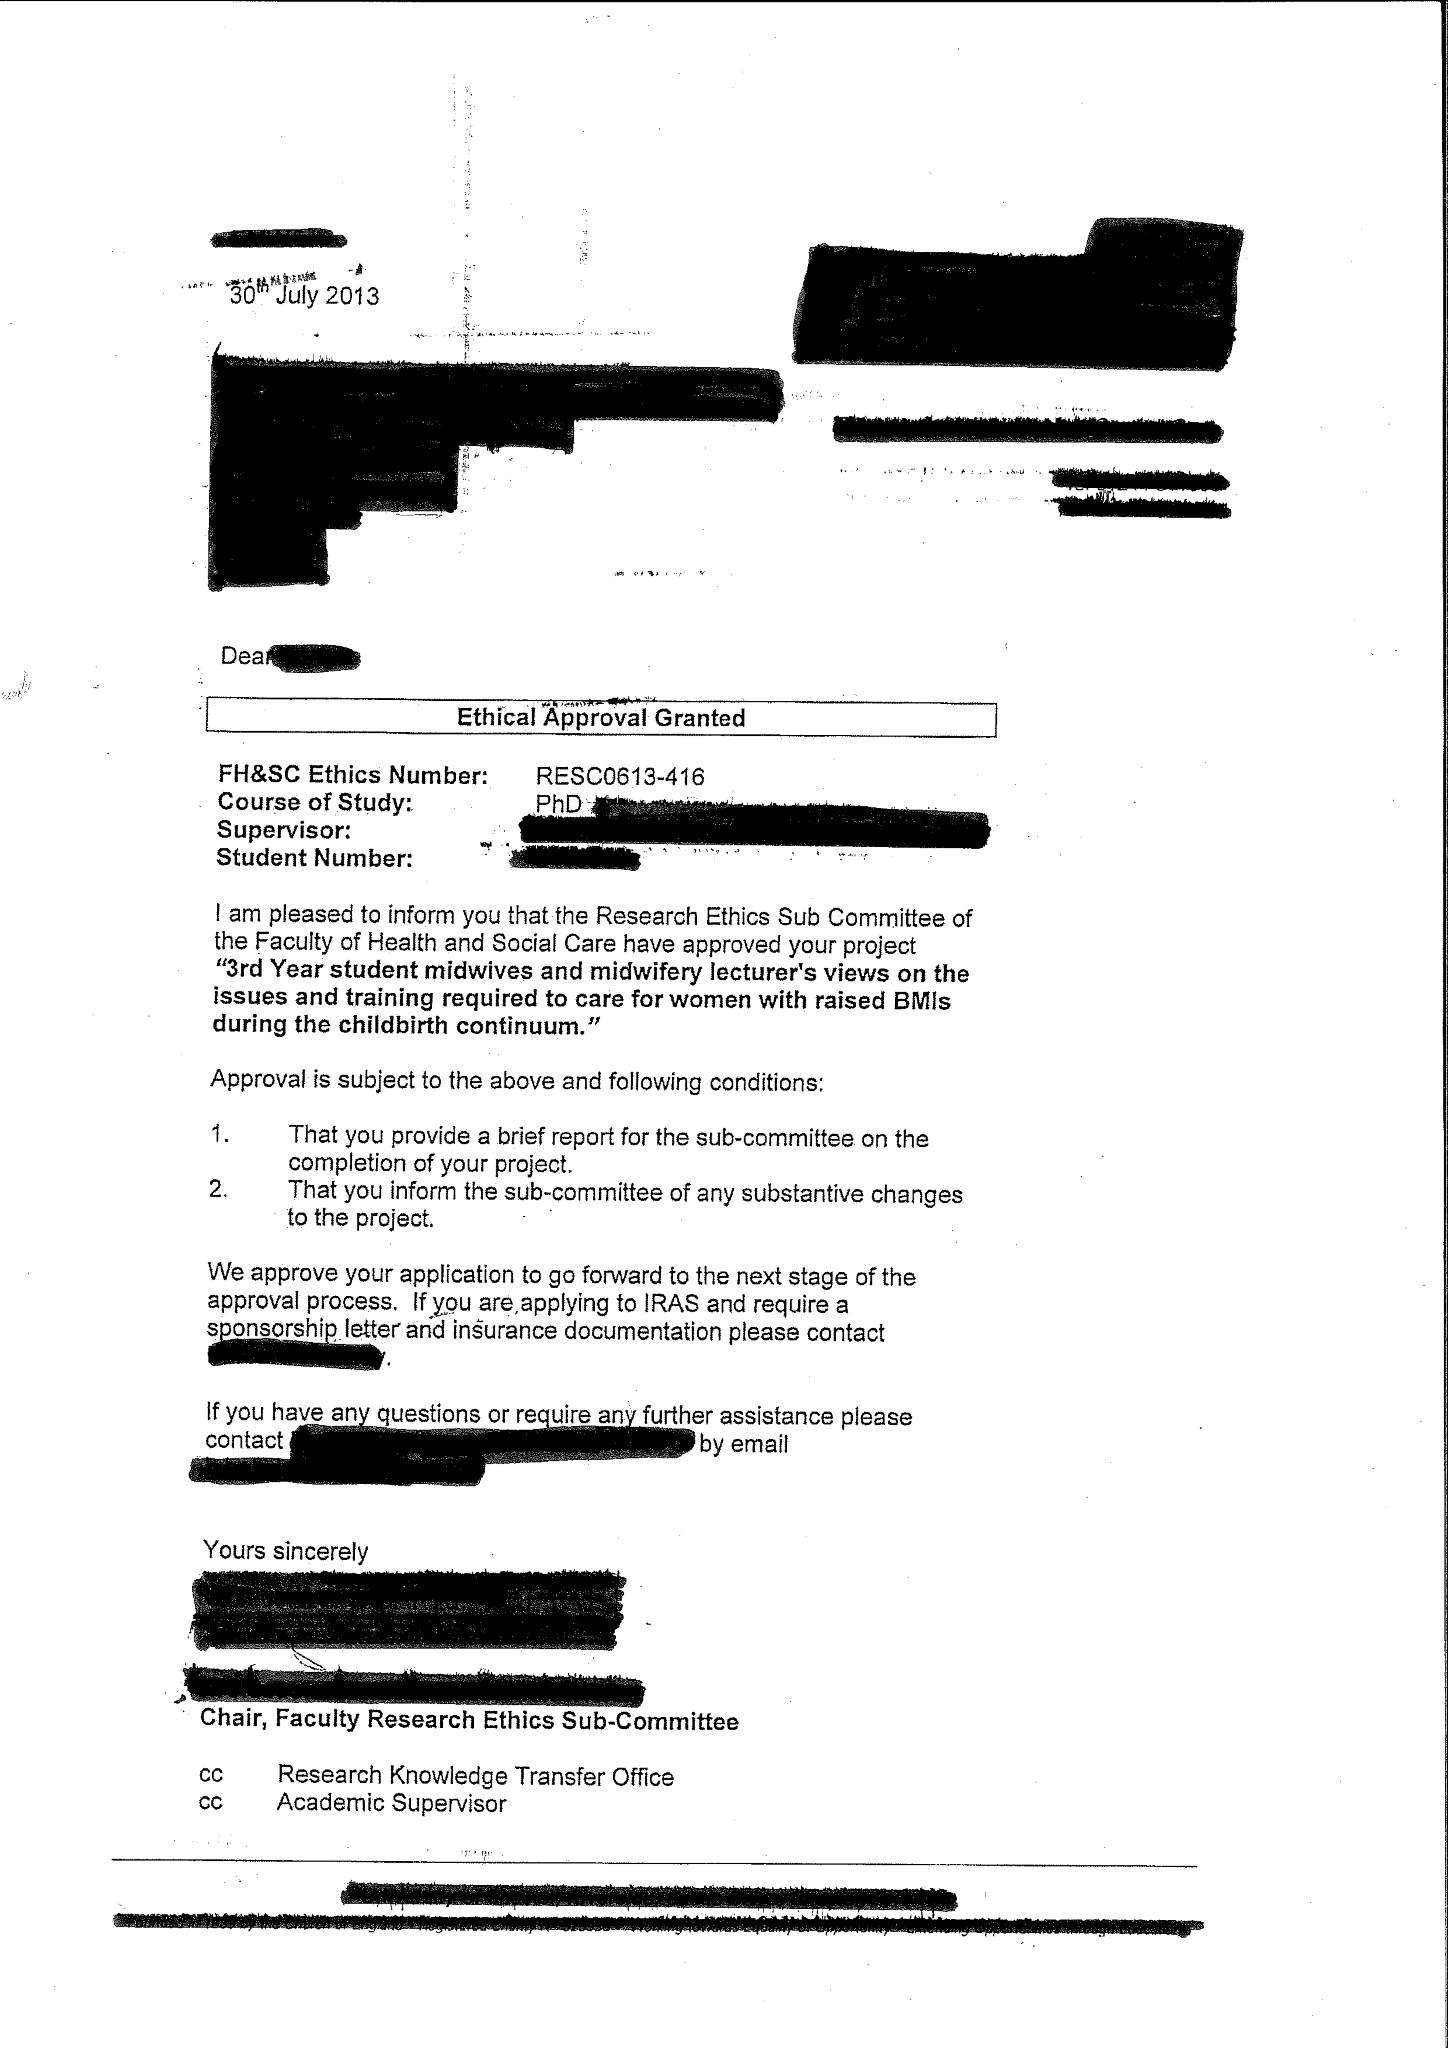 30th July 2013
Dear
Ethical Approval Granted
FH&SC Ethics Number: RESC0613-416
Course of Study: PhD
Supervisor:
Student Number:
I am pleased to inform you that the Research Ethics Sub Committee of
the Faculty of Health and Social Care have approved your project
“3rd Year student midwives and midwifery lecturer's views on the
issues and training required to care for women with raised BMIs
during the childbirth continuum.”
Approval is subject to the above and following conditions:
1. That you provide a brief report for the sub-committee on the
completion of your project.
2. That you inform the sub-committee of any substantive changes
to the project.
We approve your application to go forward to the next stage of the
approval process. If you are applying to IRAS and require a
sponsorship letter and insurance documentation please contact
.
If you have any questions or require any further assistance please
contact by email
Yours sincerely
Chair, Faculty Research Ethics Sub-Committee
cc Research Knowledge Transfer Office
cc Academic Supervisor